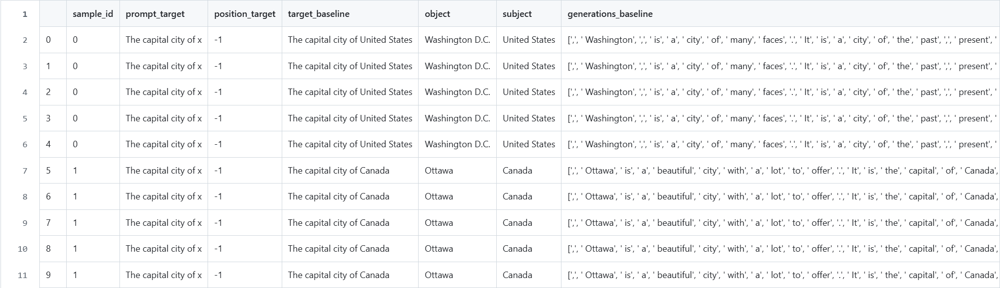 1 sample_id prompt_target position_target target_baseline object subject generations_baseline
2 0 0 The capital city of x -1 The capital city of United States Washington D.C. United States [',', ' Washington', ',', ' is', ' a', ' city', ' of', ' many', ' faces', '.', ' It', ' is', ' a', ' city', ' of', ' the', ' past', ',', ' present', '
3 1 0 The capital city of x -1 The capital city of United States Washington D.C. United States [',', ' Washington', ',', ' is', ' a', ' city', ' of', ' many', ' faces', '.', ' It', ' is', ' a', ' city', ' of', ' the', ' past', ',', ' present', '
4 2 0 The capital city of x -1 The capital city of United States Washington D.C. United States [',', ' Washington', ',', ' is', ' a', ' city', ' of', ' many', ' faces', '.', ' It', ' is', ' a', ' city', ' of', ' the', ' past', ',', ' present', '
5 3 0 The capital city of x -1 The capital city of United States Washington D.C. United States [',', ' Washington', ',', ' is', ' a', ' city', ' of', ' many', ' faces', '.', ' It', ' is', ' a', ' city', ' of', ' the', ' past', ',', ' present', '
6 4 0 The capital city of x -1 The capital city of United States Washington D.C. United States [',', ' Washington', ',', ' is', ' a', ' city', ' of', ' many', ' faces', '.', ' It', ' is', ' a', ' city', ' of', ' the', ' past', ',', ' present', '
7 5 1 The capital city of x -1 The capital city of Canada Ottawa Canada [',', ' Ottawa', ' is', ' a', ' beautiful', ' city', ' with', ' a', ' lot', ' to', ' offer', '.', ' It', ' is', ' the', ' capital', ' of', ' Canada',
8 6 1 The capital city of x -1 The capital city of Canada Ottawa Canada [',', ' Ottawa', ' is', ' a', ' beautiful', ' city', ' with', ' a', ' lot', ' to', ' offer', '.', ' It', ' is', ' the', ' capital', ' of', ' Canada',
9 7 1 The capital city of x -1 The capital city of Canada Ottawa Canada [',', ' Ottawa', ' is', ' a', ' beautiful', ' city', ' with', ' a', ' lot', ' to', ' offer', '.', ' It', ' is', ' the', ' capital', ' of', ' Canada',
10 8 1 The capital city of x -1 The capital city of Canada Ottawa Canada [',', ' Ottawa', ' is', ' a', ' beautiful', ' city', ' with', ' a', ' lot', ' to', ' offer', '.', ' It', ' is', ' the', ' capital', ' of', ' Canada',
11 9 1 The capital city of x -1 The capital city of Canada Ottawa Canada [',', ' Ottawa', ' is', ' a', ' beautiful', ' city', ' with', ' a', ' lot', ' to', ' offer', '.', ' It', ' is', ' the', ' capital', ' of', ' Canada',